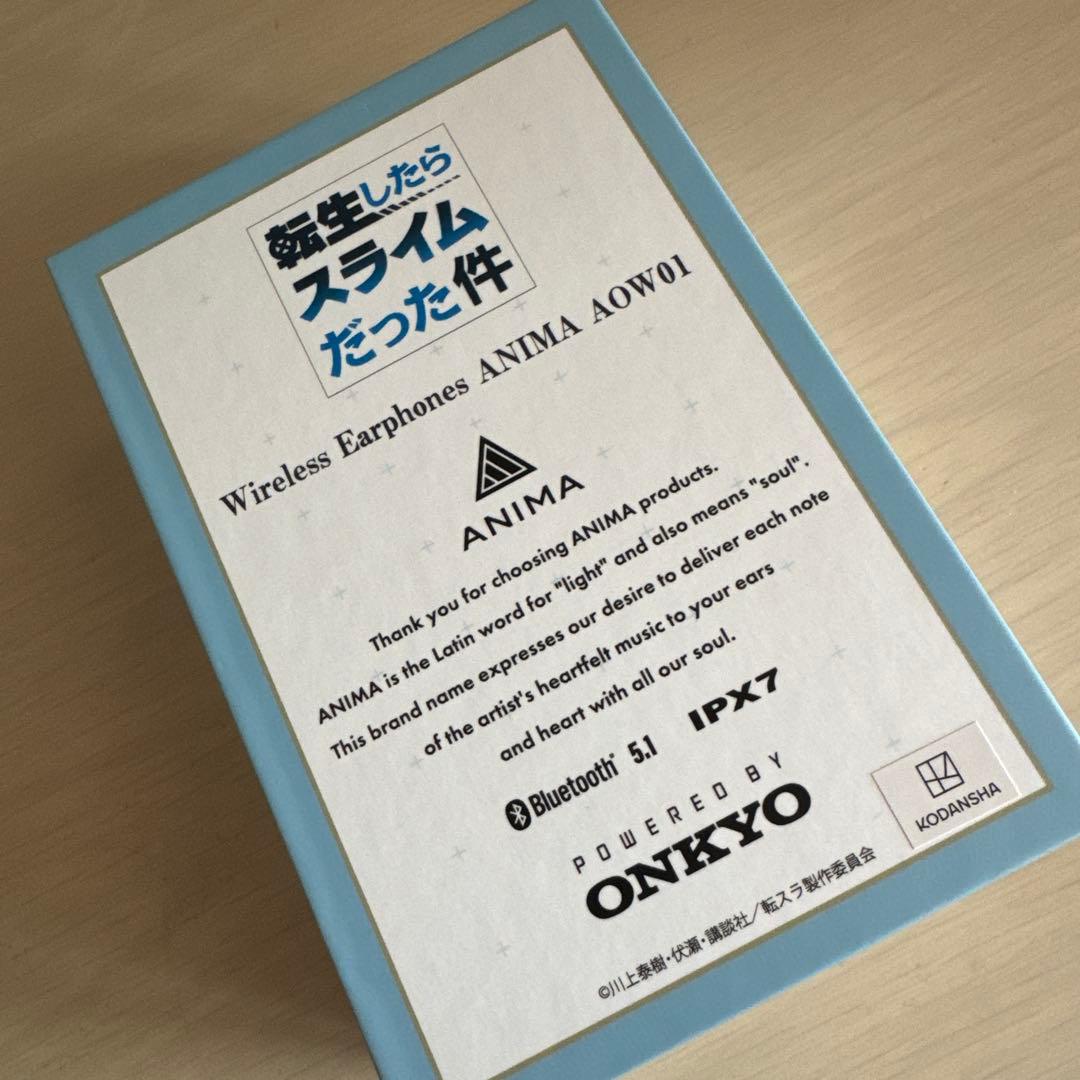 転生したら
スライム
だった件
Wireless Earphones ANIMA AOW01
ANIMA
Thank you for choosing ANIMA products.
ANIMA is the Latin word for "light" and also means "soul".
This brand name expresses our desire to deliver each note
of the artist's heartfelt music to your ears
and heart with all our soul.
Bluetooth® 5.1 IPX7
POWERED BY
ONKYO
KODANSHA
©川上泰樹・伏瀬・講談社/転スラ製作委員会